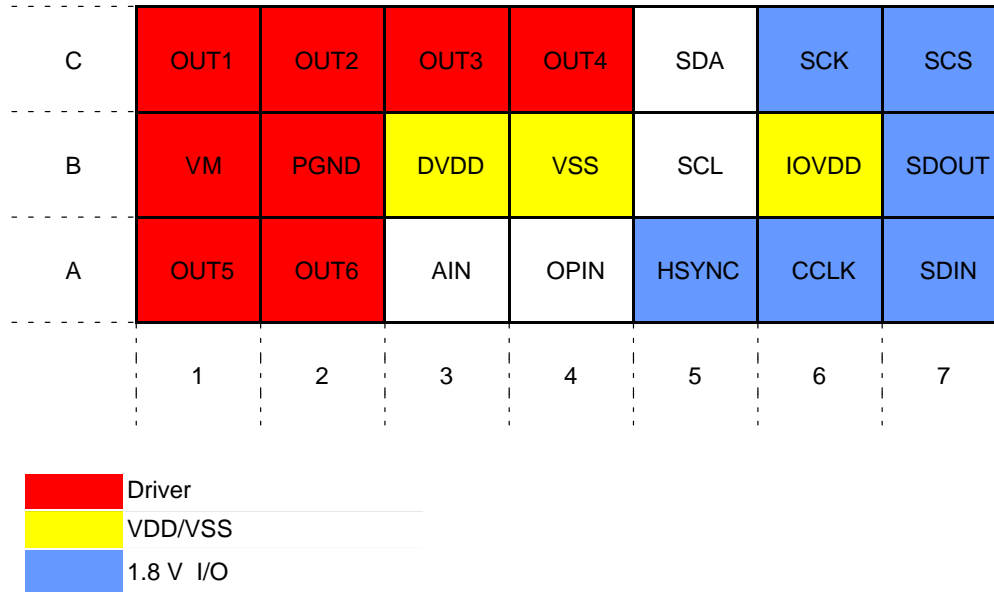 C OUT1 OUT2 OUT3 OUT4 SDA SCK SCS
B VM PGND DVDD VSS SCL IOVDD SDOUT
A OUT5 OUT6 AIN OPIN HSYNC CCLK SDIN
1 2 3 4 5 6 7
Driver
VDD/VSS
1.8 V I/O